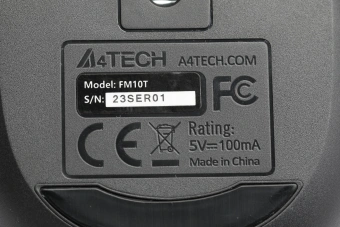 A4TECH A4TECH.COM
Model: FM10T
S/N: 23SER01
FC
CE Rating:
5V⎓100mA
Made in China